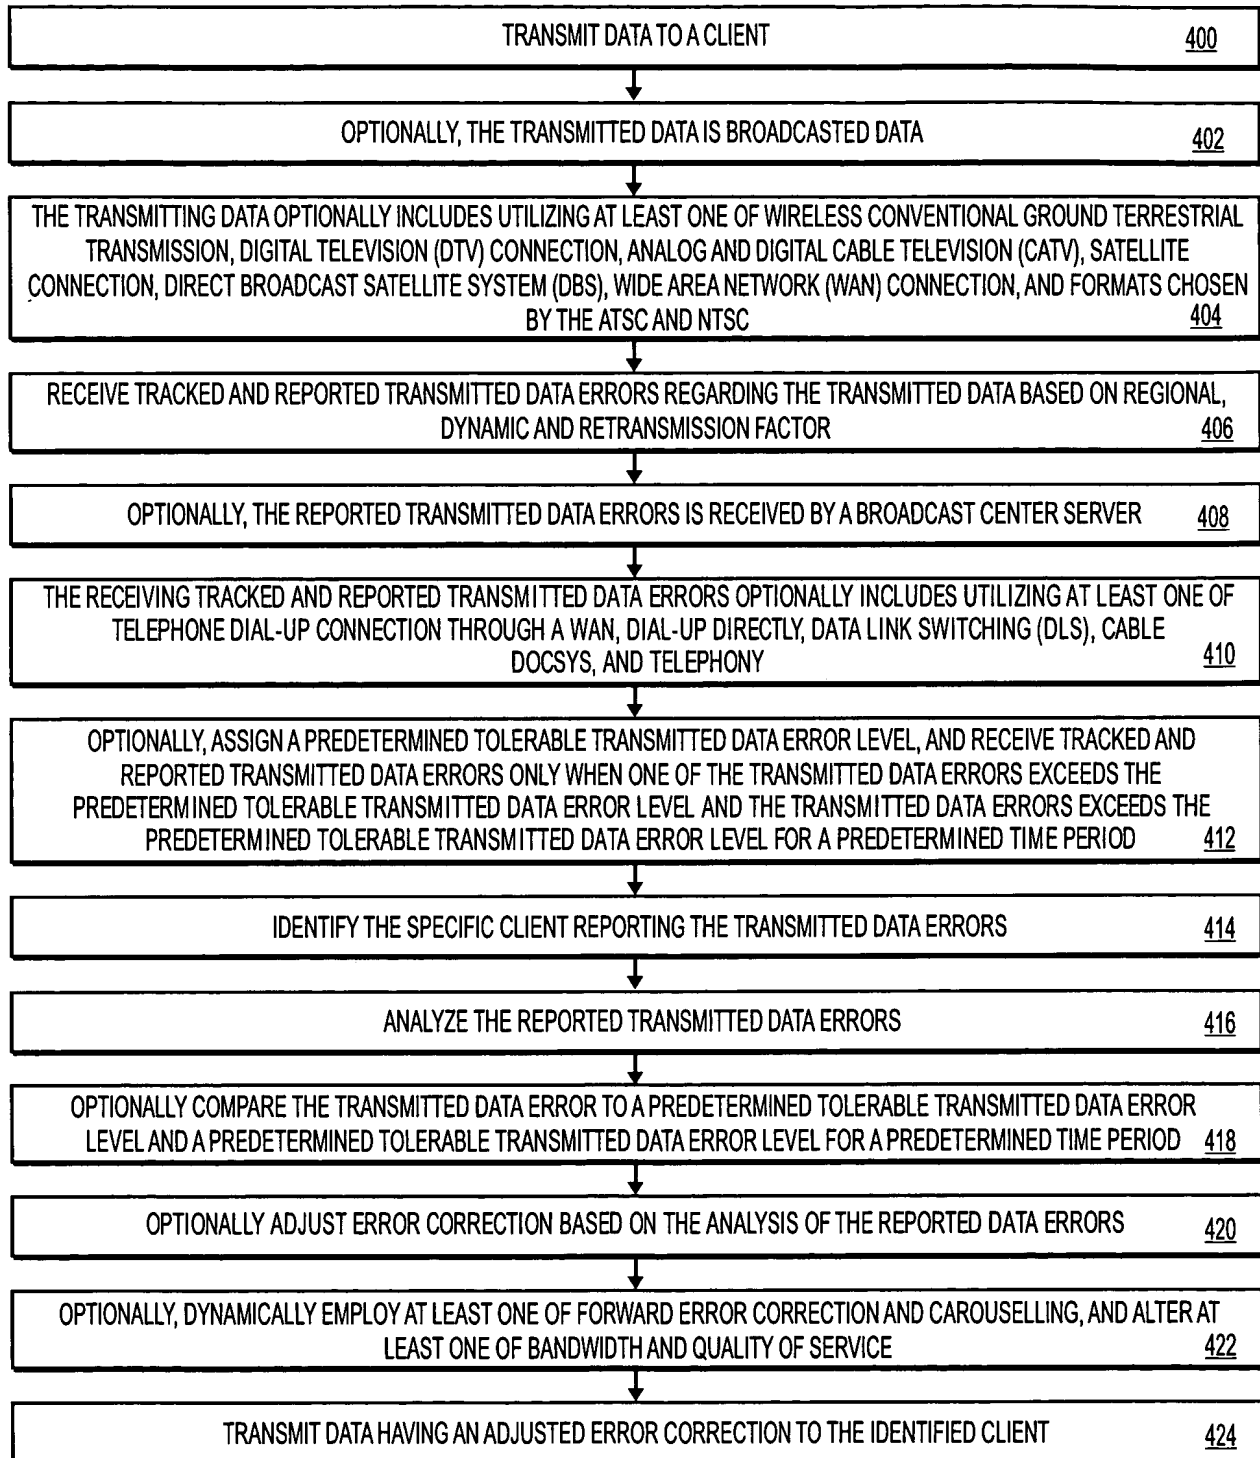 TRANSMIT DATA TO A CLIENT 400
OPTIONALLY, THE TRANSMITTED DATA IS BROADCASTED DATA 402
THE TRANSMITTING DATA OPTIONALLY INCLUDES UTILIZING AT LEAST ONE OF WIRELESS CONVENTIONAL GROUND TERRESTRIAL
TRANSMISSION, DIGITAL TELEVISION (DTV) CONNECTION, ANALOG AND DIGITAL CABLE TELEVISION (CATV), SATELLITE
CONNECTION, DIRECT BROADCAST SATELLITE SYSTEM (DBS), WIDE AREA NETWORK (WAN) CONNECTION, AND FORMATS CHOSEN
BY THE ATSC AND NTSC 404
RECEIVE TRACKED AND REPORTED TRANSMITTED DATA ERRORS REGARDING THE TRANSMITTED DATA BASED ON REGIONAL,
DYNAMIC AND RETRANSMISSION FACTOR 406
OPTIONALLY, THE REPORTED TRANSMITTED DATA ERRORS IS RECEIVED BY A BROADCAST CENTER SERVER 408
THE RECEIVING TRACKED AND REPORTED TRANSMITTED DATA ERRORS OPTIONALLY INCLUDES UTILIZING AT LEAST ONE OF
TELEPHONE DIAL-UP CONNECTION THROUGH A WAN, DIAL-UP DIRECTLY, DATA LINK SWITCHING (DLS), CABLE
DOCSYS, AND TELEPHONY 410
OPTIONALLY, ASSIGN A PREDETERMINED TOLERABLE TRANSMITTED DATA ERROR LEVEL, AND RECEIVE TRACKED AND
REPORTED TRANSMITTED DATA ERRORS ONLY WHEN ONE OF THE TRANSMITTED DATA ERRORS EXCEEDS THE
PREDETERMINED TOLERABLE TRANSMITTED DATA ERROR LEVEL AND THE TRANSMITTED DATA ERRORS EXCEEDS THE
PREDETERMINED TOLERABLE TRANSMITTED DATA ERROR LEVEL FOR A PREDETERMINED TIME PERIOD 412
IDENTIFY THE SPECIFIC CLIENT REPORTING THE TRANSMITTED DATA ERRORS 414
ANALYZE THE REPORTED TRANSMITTED DATA ERRORS 416
OPTIONALLY COMPARE THE TRANSMITTED DATA ERROR TO A PREDETERMINED TOLERABLE TRANSMITTED DATA ERROR
LEVEL AND A PREDETERMINED TOLERABLE TRANSMITTED DATA ERROR LEVEL FOR A PREDETERMINED TIME PERIOD 418
OPTIONALLY ADJUST ERROR CORRECTION BASED ON THE ANALYSIS OF THE REPORTED DATA ERRORS 420
OPTIONALLY, DYNAMICALLY EMPLOY AT LEAST ONE OF FORWARD ERROR CORRECTION AND CAROUSELLING, AND ALTER AT
LEAST ONE OF BANDWIDTH AND QUALITY OF SERVICE 422
TRANSMIT DATA HAVING AN ADJUSTED ERROR CORRECTION TO THE IDENTIFIED CLIENT 424